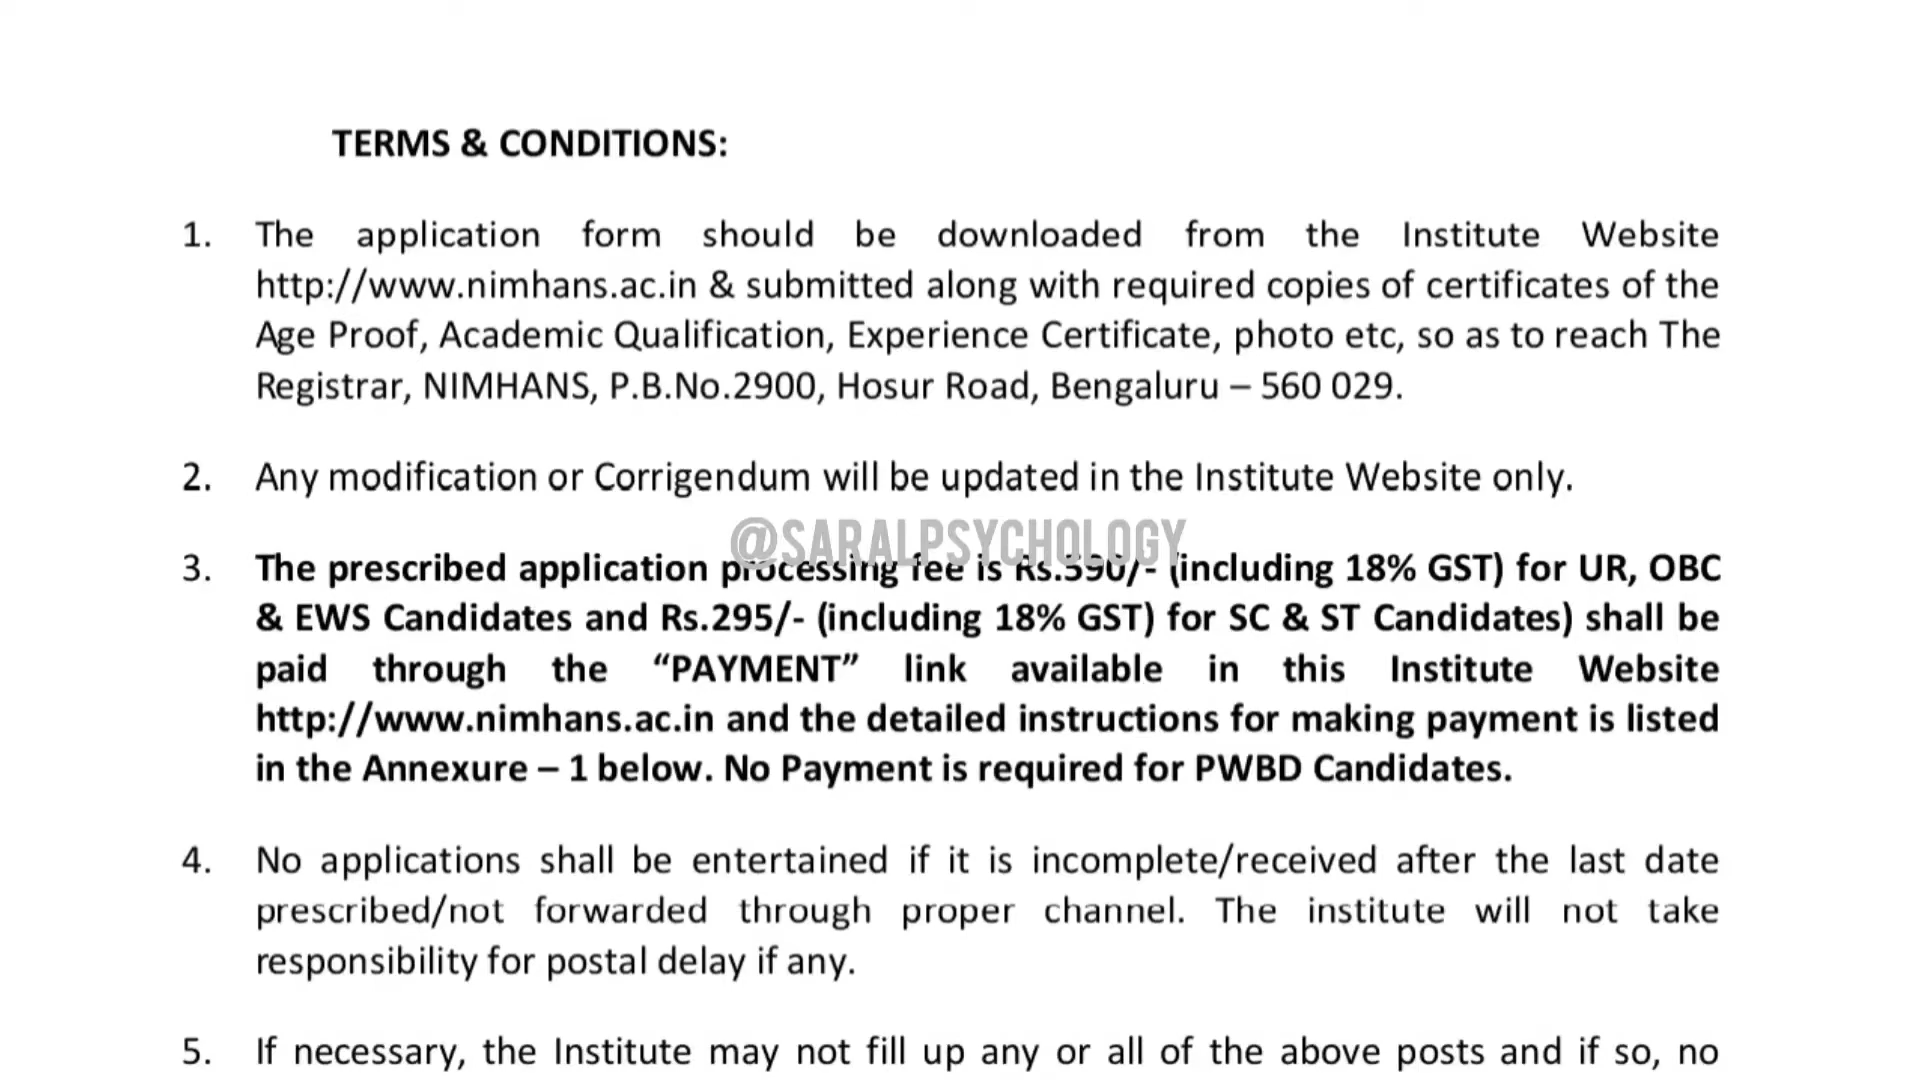 TERMS & CONDITIONS:
1. The application form should be downloaded from the Institute Website
http://www.nimhans.ac.in & submitted along with required copies of certificates of the
Age Proof, Academic Qualification, Experience Certificate, photo etc, so as to reach The
Registrar, NIMHANS, P.B.No.2900, Hosur Road, Bengaluru – 560 029.
2. Any modification or Corrigendum will be updated in the Institute Website only.
@SARALPSYCHOLOGY
3. The prescribed application processing fee is Rs.590/- (including 18% GST) for UR, OBC
& EWS Candidates and Rs.295/- (including 18% GST) for SC & ST Candidates) shall be
paid through the “PAYMENT” link available in this Institute Website
http://www.nimhans.ac.in and the detailed instructions for making payment is listed
in the Annexure – 1 below. No Payment is required for PWBD Candidates.
4. No applications shall be entertained if it is incomplete/received after the last date
prescribed/not forwarded through proper channel. The institute will not take
responsibility for postal delay if any.
5. If necessary, the Institute may not fill up any or all of the above posts and if so, no